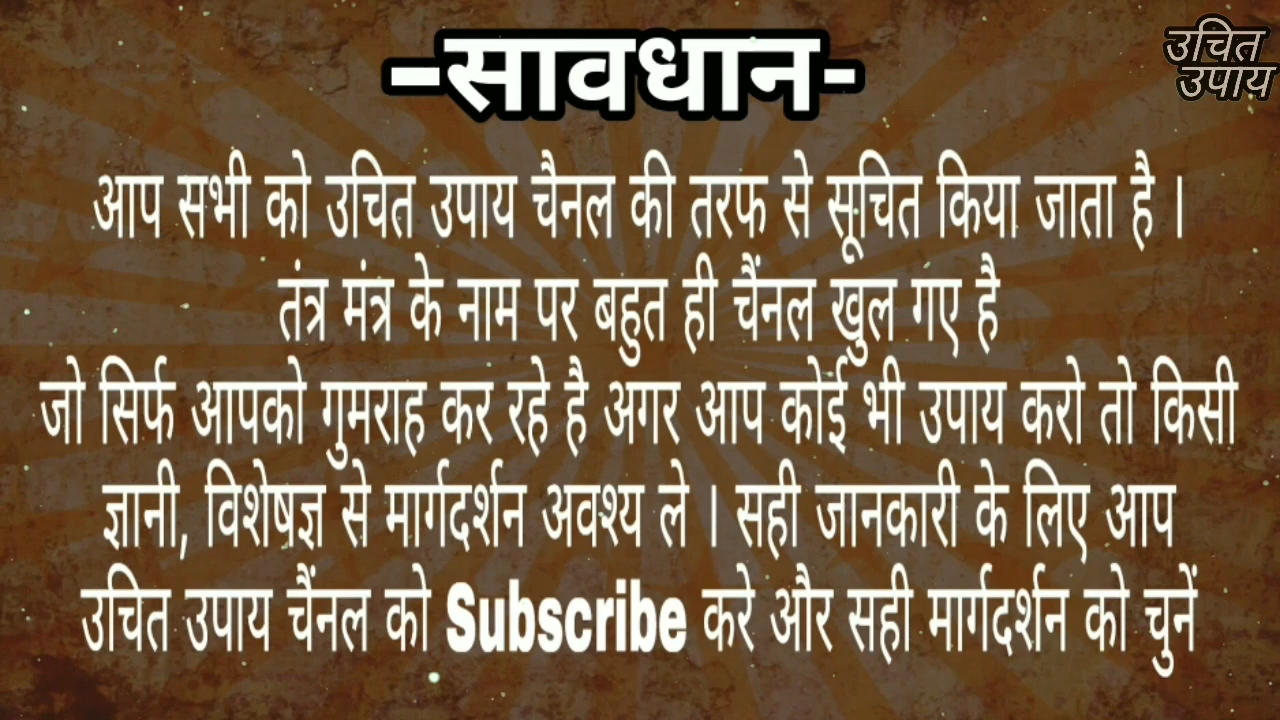 –सावधान-
उचित
उपाय
आप सभी को उचित उपाय चैनल की तरफ से सूचित किया जाता है ।
तंत्र मंत्र के नाम पर बहुत ही चैंनल खुल गए है
जो सिर्फ आपको गुमराह कर रहे है अगर आप कोई भी उपाय करो तो किसी
ज्ञानी, विशेषज्ञ से मार्गदर्शन अवश्य ले । सही जानकारी के लिए आप
उचित उपाय चैंनल को Subscribe करे और सही मार्गदर्शन को चुनें